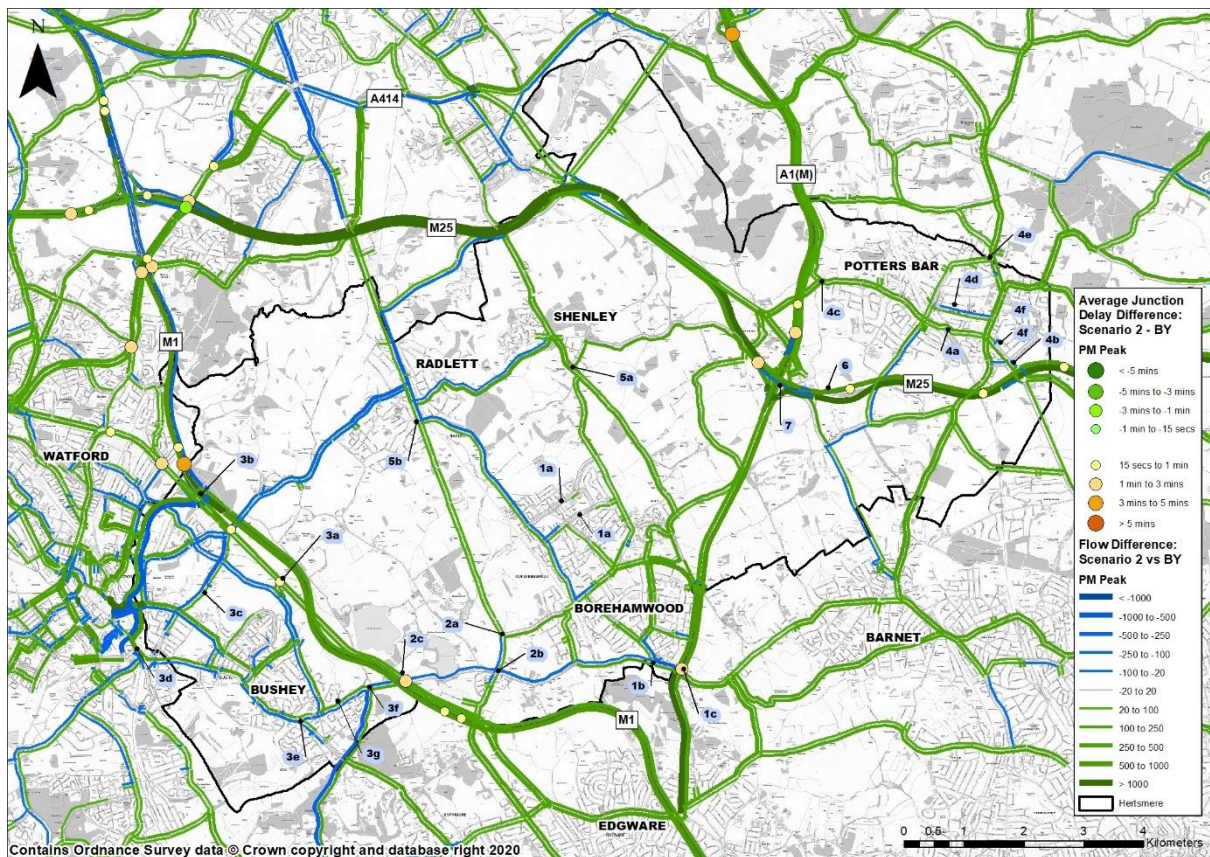 N
A414
A1(M)
M25
4e
POTTERS BAR
4d
4f
4c
SHENLEY
4f
M1
4a
4b
RADLETT
5a
6
M25
7
5b
WATFORD
3b
1a
1a
3a
BOREHAMWOOD
3c
2a
BARNET
2c
2b
3d
1b
BUSHEY
3f
1c
M1
3e
3g
EDGWARE
Average Junction
Delay Difference:
Scenario 2 - BY
PM Peak
< -5 mins
-5 mins to -3 mins
-3 mins to -1 min
-1 min to -15 secs
15 secs to 1 min
1 min to 3 mins
3 mins to 5 mins
> 5 mins
Flow Difference:
Scenario 2 vs BY
PM Peak
< -1000
-1000 to -500
-500 to -250
-250 to -100
-100 to -20
-20 to 20
20 to 100
100 to 250
250 to 500
500 to 1000
> 1000
Hertsmere
0 0.5 1 2 3 4
Kilometers
Contains Ordnance Survey data © Crown copyright and database right 2020